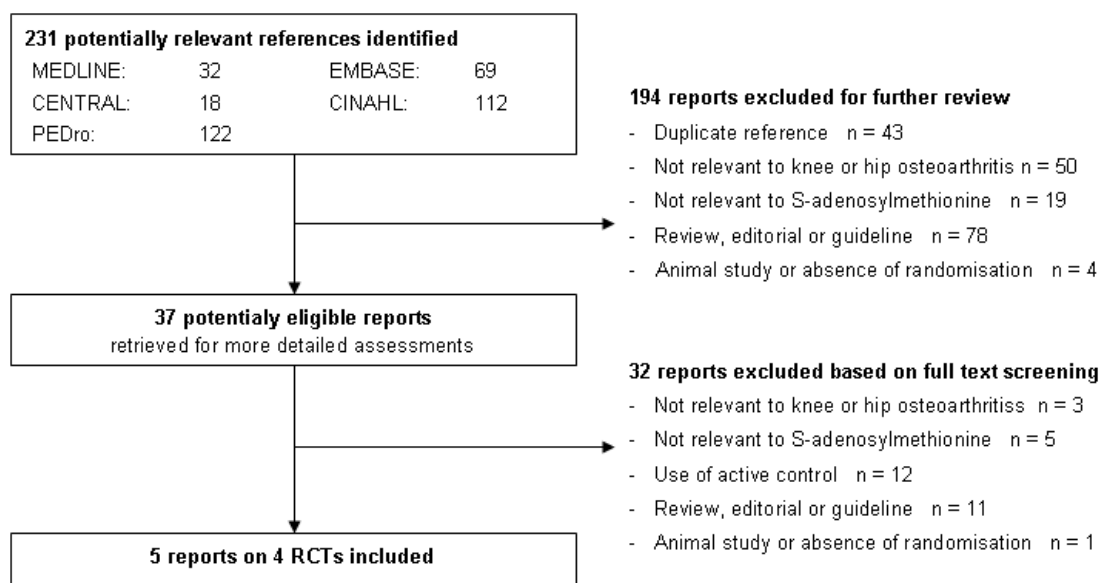 231 potentially relevant references identified
MEDLINE: 32 EMBASE: 69
CENTRAL: 18 CINAHL: 112
PEDro: 122
194 reports excluded for further review
- Duplicate reference n = 43
- Not relevant to knee or hip osteoarthritis n = 50
- Not relevant to S-adenosylmethionine n = 19
- Review, editorial or guideline n = 78
- Animal study or absence of randomisation n = 4
37 potentialy eligible reports
retrieved for more detailed assessments
32 reports excluded based on full text screening
- Not relevant to knee or hip osteoarthritiss n = 3
- Not relevant to S-adenosylmethionine n = 5
- Use of active control n = 12
- Review, editorial or guideline n = 11
- Animal study or absence of randomisation n = 1
5 reports on 4 RCTs included